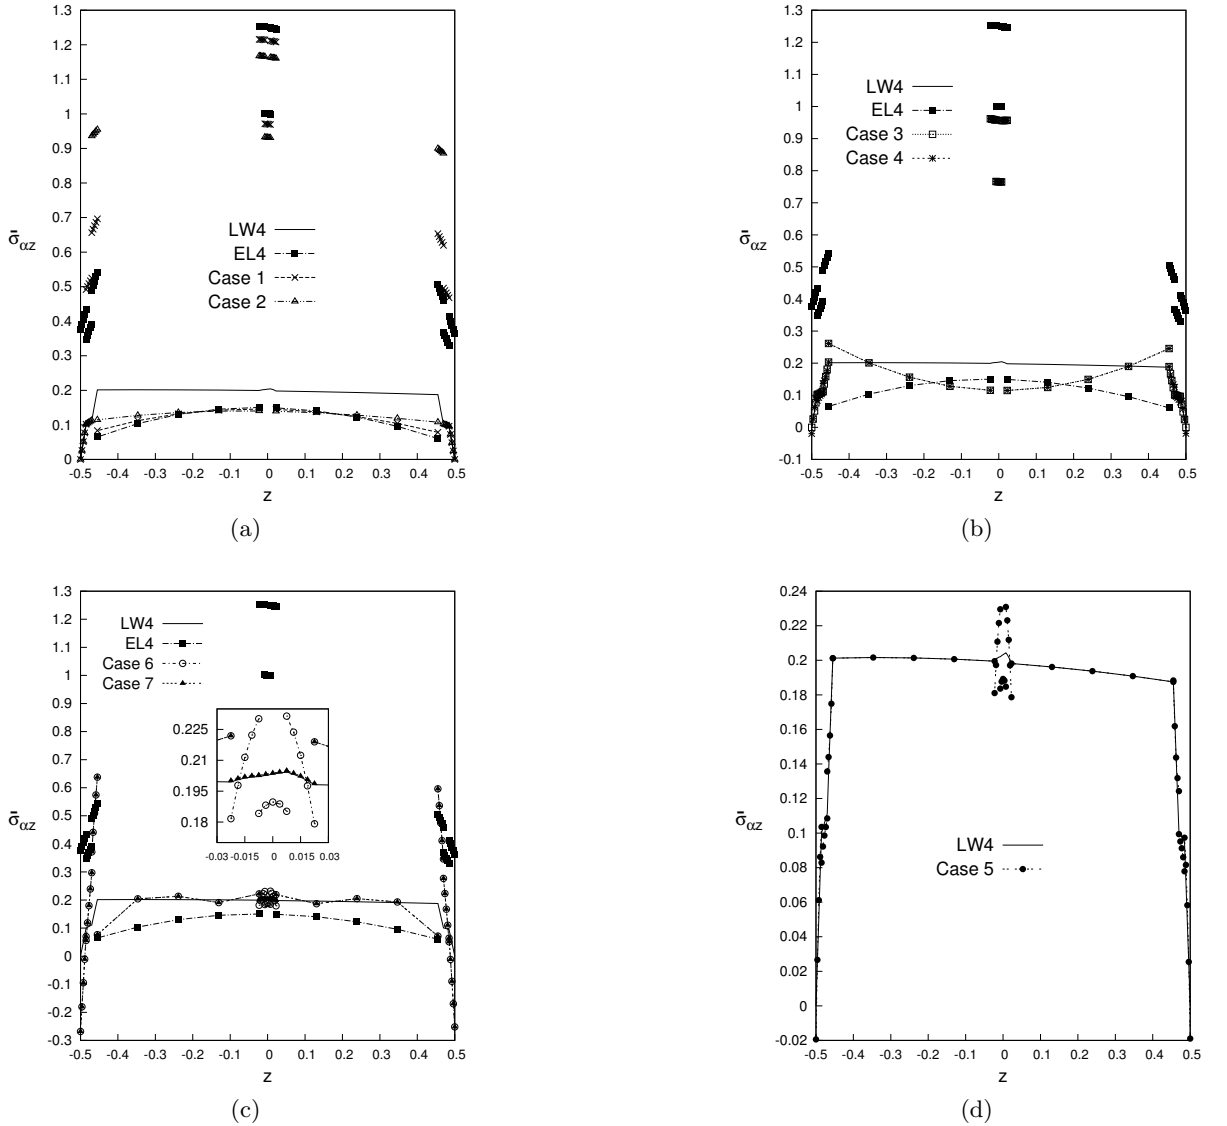 1.3
1.2
1.1
1
0.9
0.8
0.7
0.6
0.5
0.4
0.3
0.2
0.1
0
σ̄αz
LW4
EL4
Case 1
Case 2
-0.5 -0.4 -0.3 -0.2 -0.1 0 0.1 0.2 0.3 0.4 0.5
z
(a)
1.3
1.2
1.1
1
0.9
0.8
0.7
0.6
0.5
0.4
0.3
0.2
0.1
0
-0.1
σ̄αz
LW4
EL4
Case 3
Case 4
-0.5 -0.4 -0.3 -0.2 -0.1 0 0.1 0.2 0.3 0.4 0.5
z
(b)
1.3
1.2
1.1
1
0.9
0.8
0.7
0.6
0.5
0.4
0.3
0.2
0.1
0
-0.1
-0.2
-0.3
σ̄αz
LW4
EL4
Case 6
Case 7
0.225
0.21
0.195
0.18
-0.03 -0.015 0 0.015 0.03
-0.5 -0.4 -0.3 -0.2 -0.1 0 0.1 0.2 0.3 0.4 0.5
z
(c)
0.24
0.22
0.2
0.18
0.16
0.14
0.12
0.1
0.08
0.06
0.04
0.02
0
-0.02
σ̄αz
LW4
Case 5
-0.5 -0.4 -0.3 -0.2 -0.1 0 0.1 0.2 0.3 0.4 0.5
z
(d)